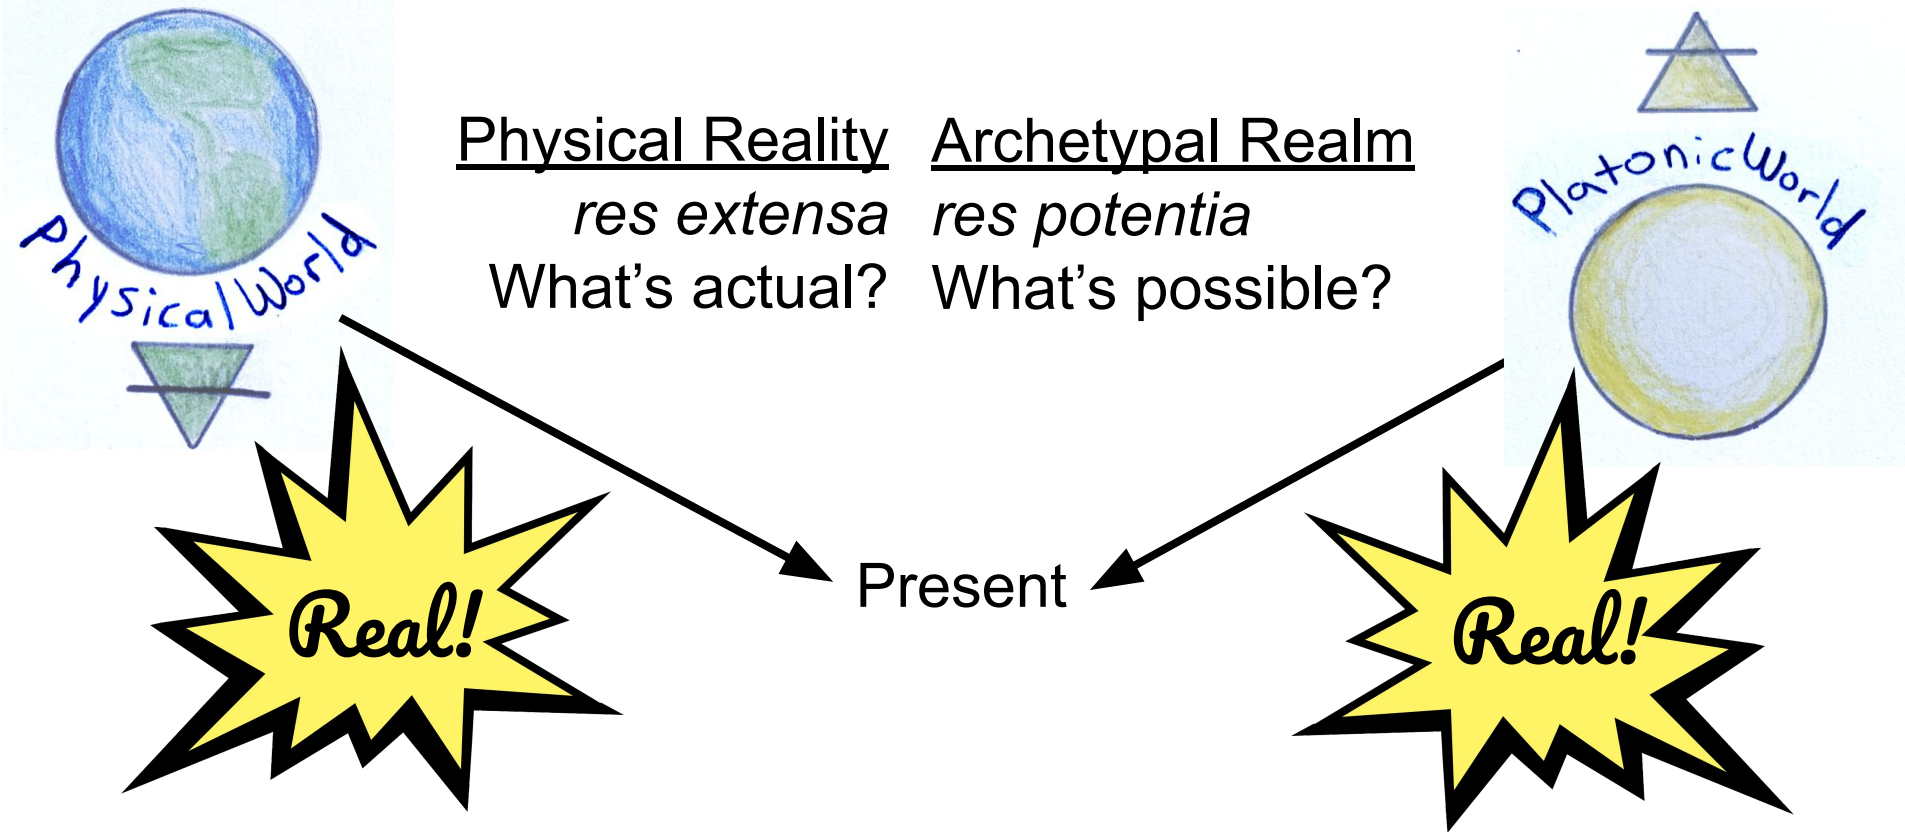 Physical World
Physical Reality
res extensa
What's actual?
Archetypal Realm
res potentia
What's possible?
Platonic World
Present
Real!
Real!